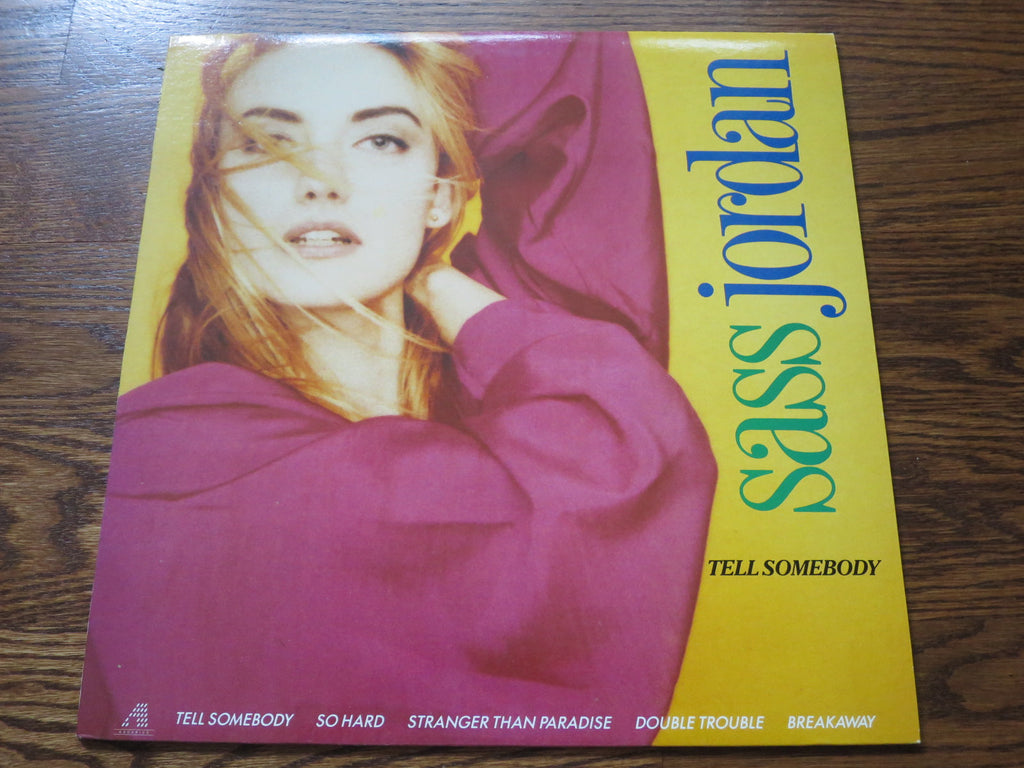 sass jordan
TELL SOMEBODY
TELL SOMEBODY SO HARD STRANGER THAN PARADISE DOUBLE TROUBLE BREAKAWAY